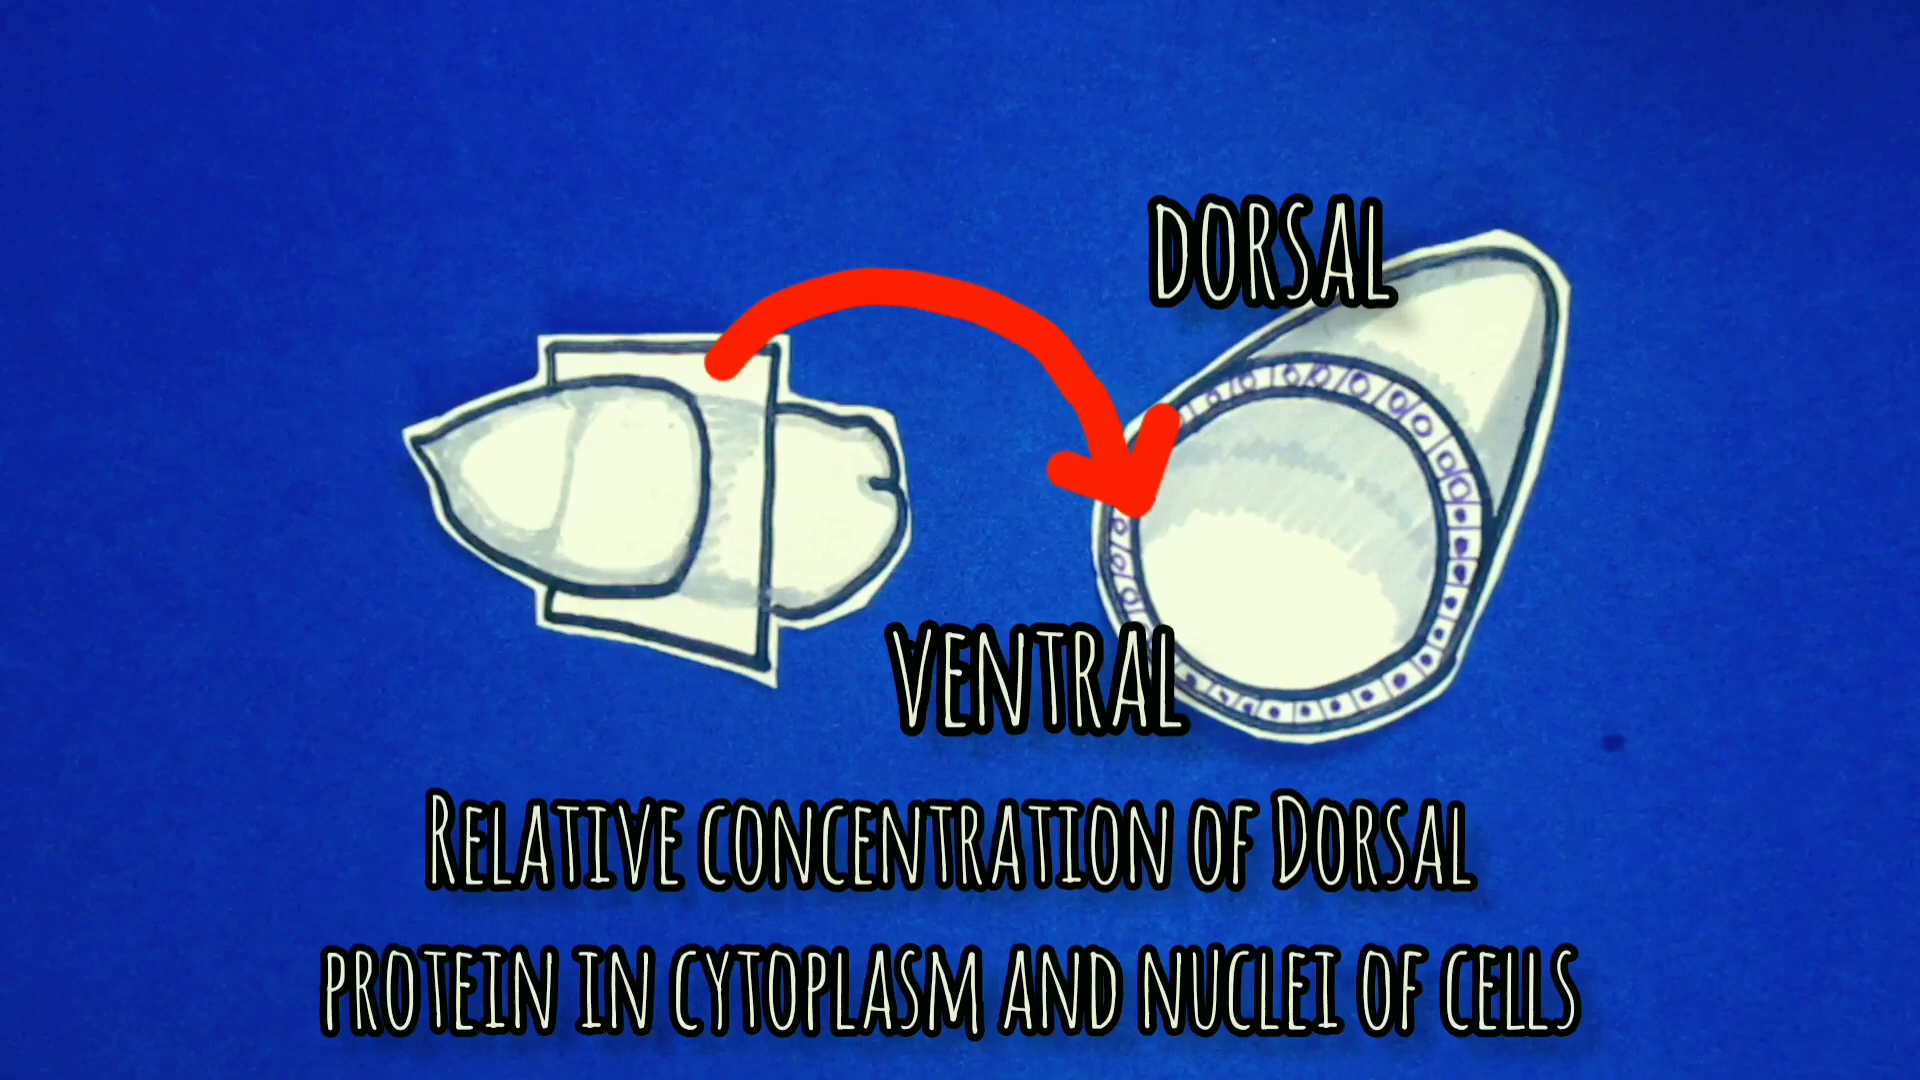 DORSAL
VENTRAL
RELATIVE CONCENTRATION OF DORSAL
PROTEIN IN CYTOPLASM AND NUCLEI OF CELLS